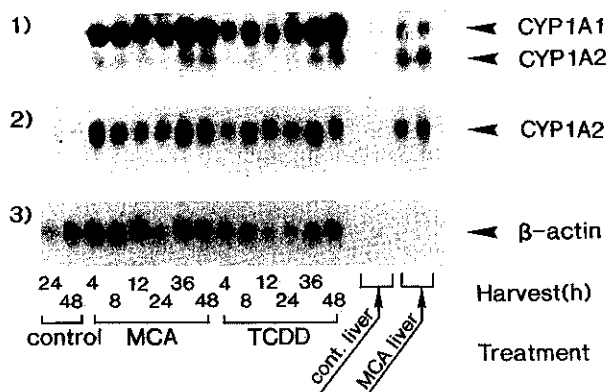 1)
CYP1A1
CYP1A2
2)
CYP1A2
3)
β-actin
24 4 12 36 4 12 36
48 8 24 48 8 24 48
Harvest(h)
control MCA TCDD
cont. liver
MCA liver
Treatment